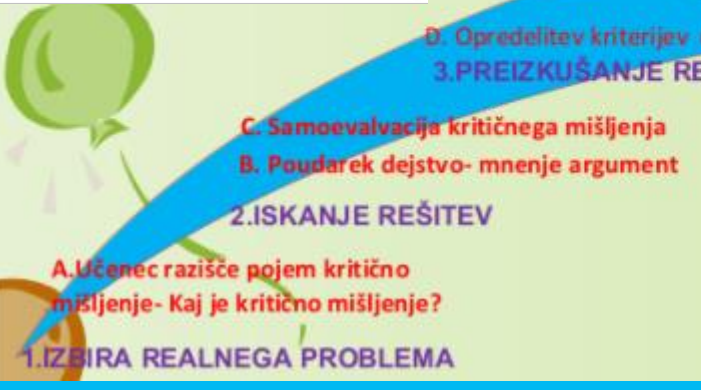 D. Opredelitev kriterijev
3.PREIZKUŠANJE
C. Samoevalvacija kritičnega mišljenja
B. Poudarek dejstvo- mnenje argument
2.ISKANJE REŠITEV
A.Učenec razišče pojem kritično
mišljenje- Kaj je kritično mišljenje?
1.IZBIRA REALNEGA PROBLEMA